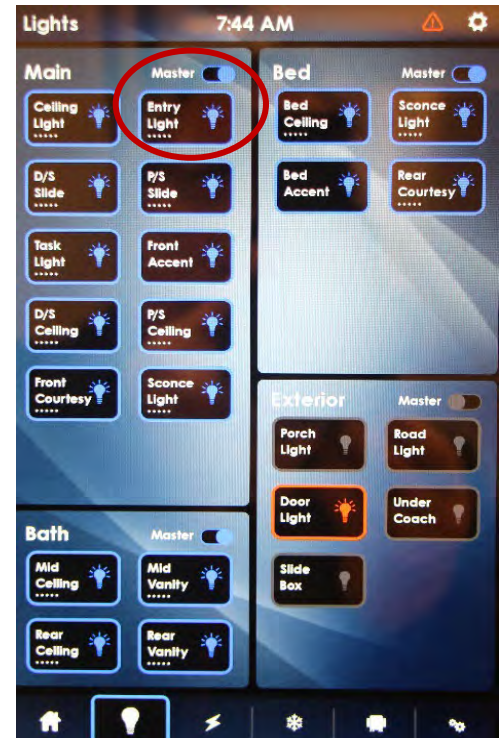 Lights 7:44 AM
Main Master
Ceiling
Light
Entry
Light
D/S
Slide
P/S
Slide
Task
Light
Front
Accent
D/S
Ceiling
P/S
Ceiling
Front
Courtesy
Sconce
Light
Bed Master
Bed
Ceiling
Sconce
Light
Bed
Accent
Rear
Courtesy
Bath Master
Mid
Ceiling
Mid
Vanity
Rear
Ceiling
Rear
Vanity
Exterior Master
Porch
Light
Road
Light
Door
Light
Under
Coach
Slide
Box